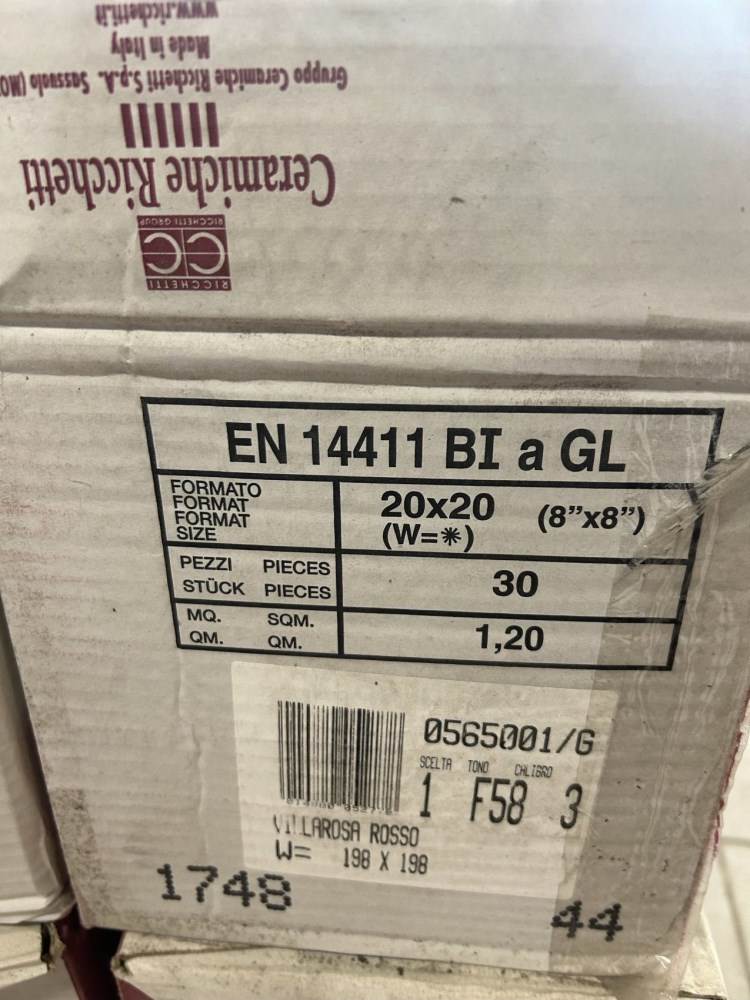 www.ricchetti.it
Made in Italy
Gruppo Ceramiche Ricchetti S.p.A. Sassuolo (MO
Ceramiche Ricchetti
RICCHETTI GROUP
CC
RICCHETTI
EN 14411 BI a GL
FORMATO
FORMAT
FORMAT
SIZE
20x20 (8”x8”)
(W=*)
PEZZI PIECES
STÜCK PIECES
30
MQ. SQM.
QM. QM.
1,20
0565001/G
SCELTA TONO CALIBRO
1 F58 3
VILLAROSA ROSSO
W= 198 X 198
1748
44